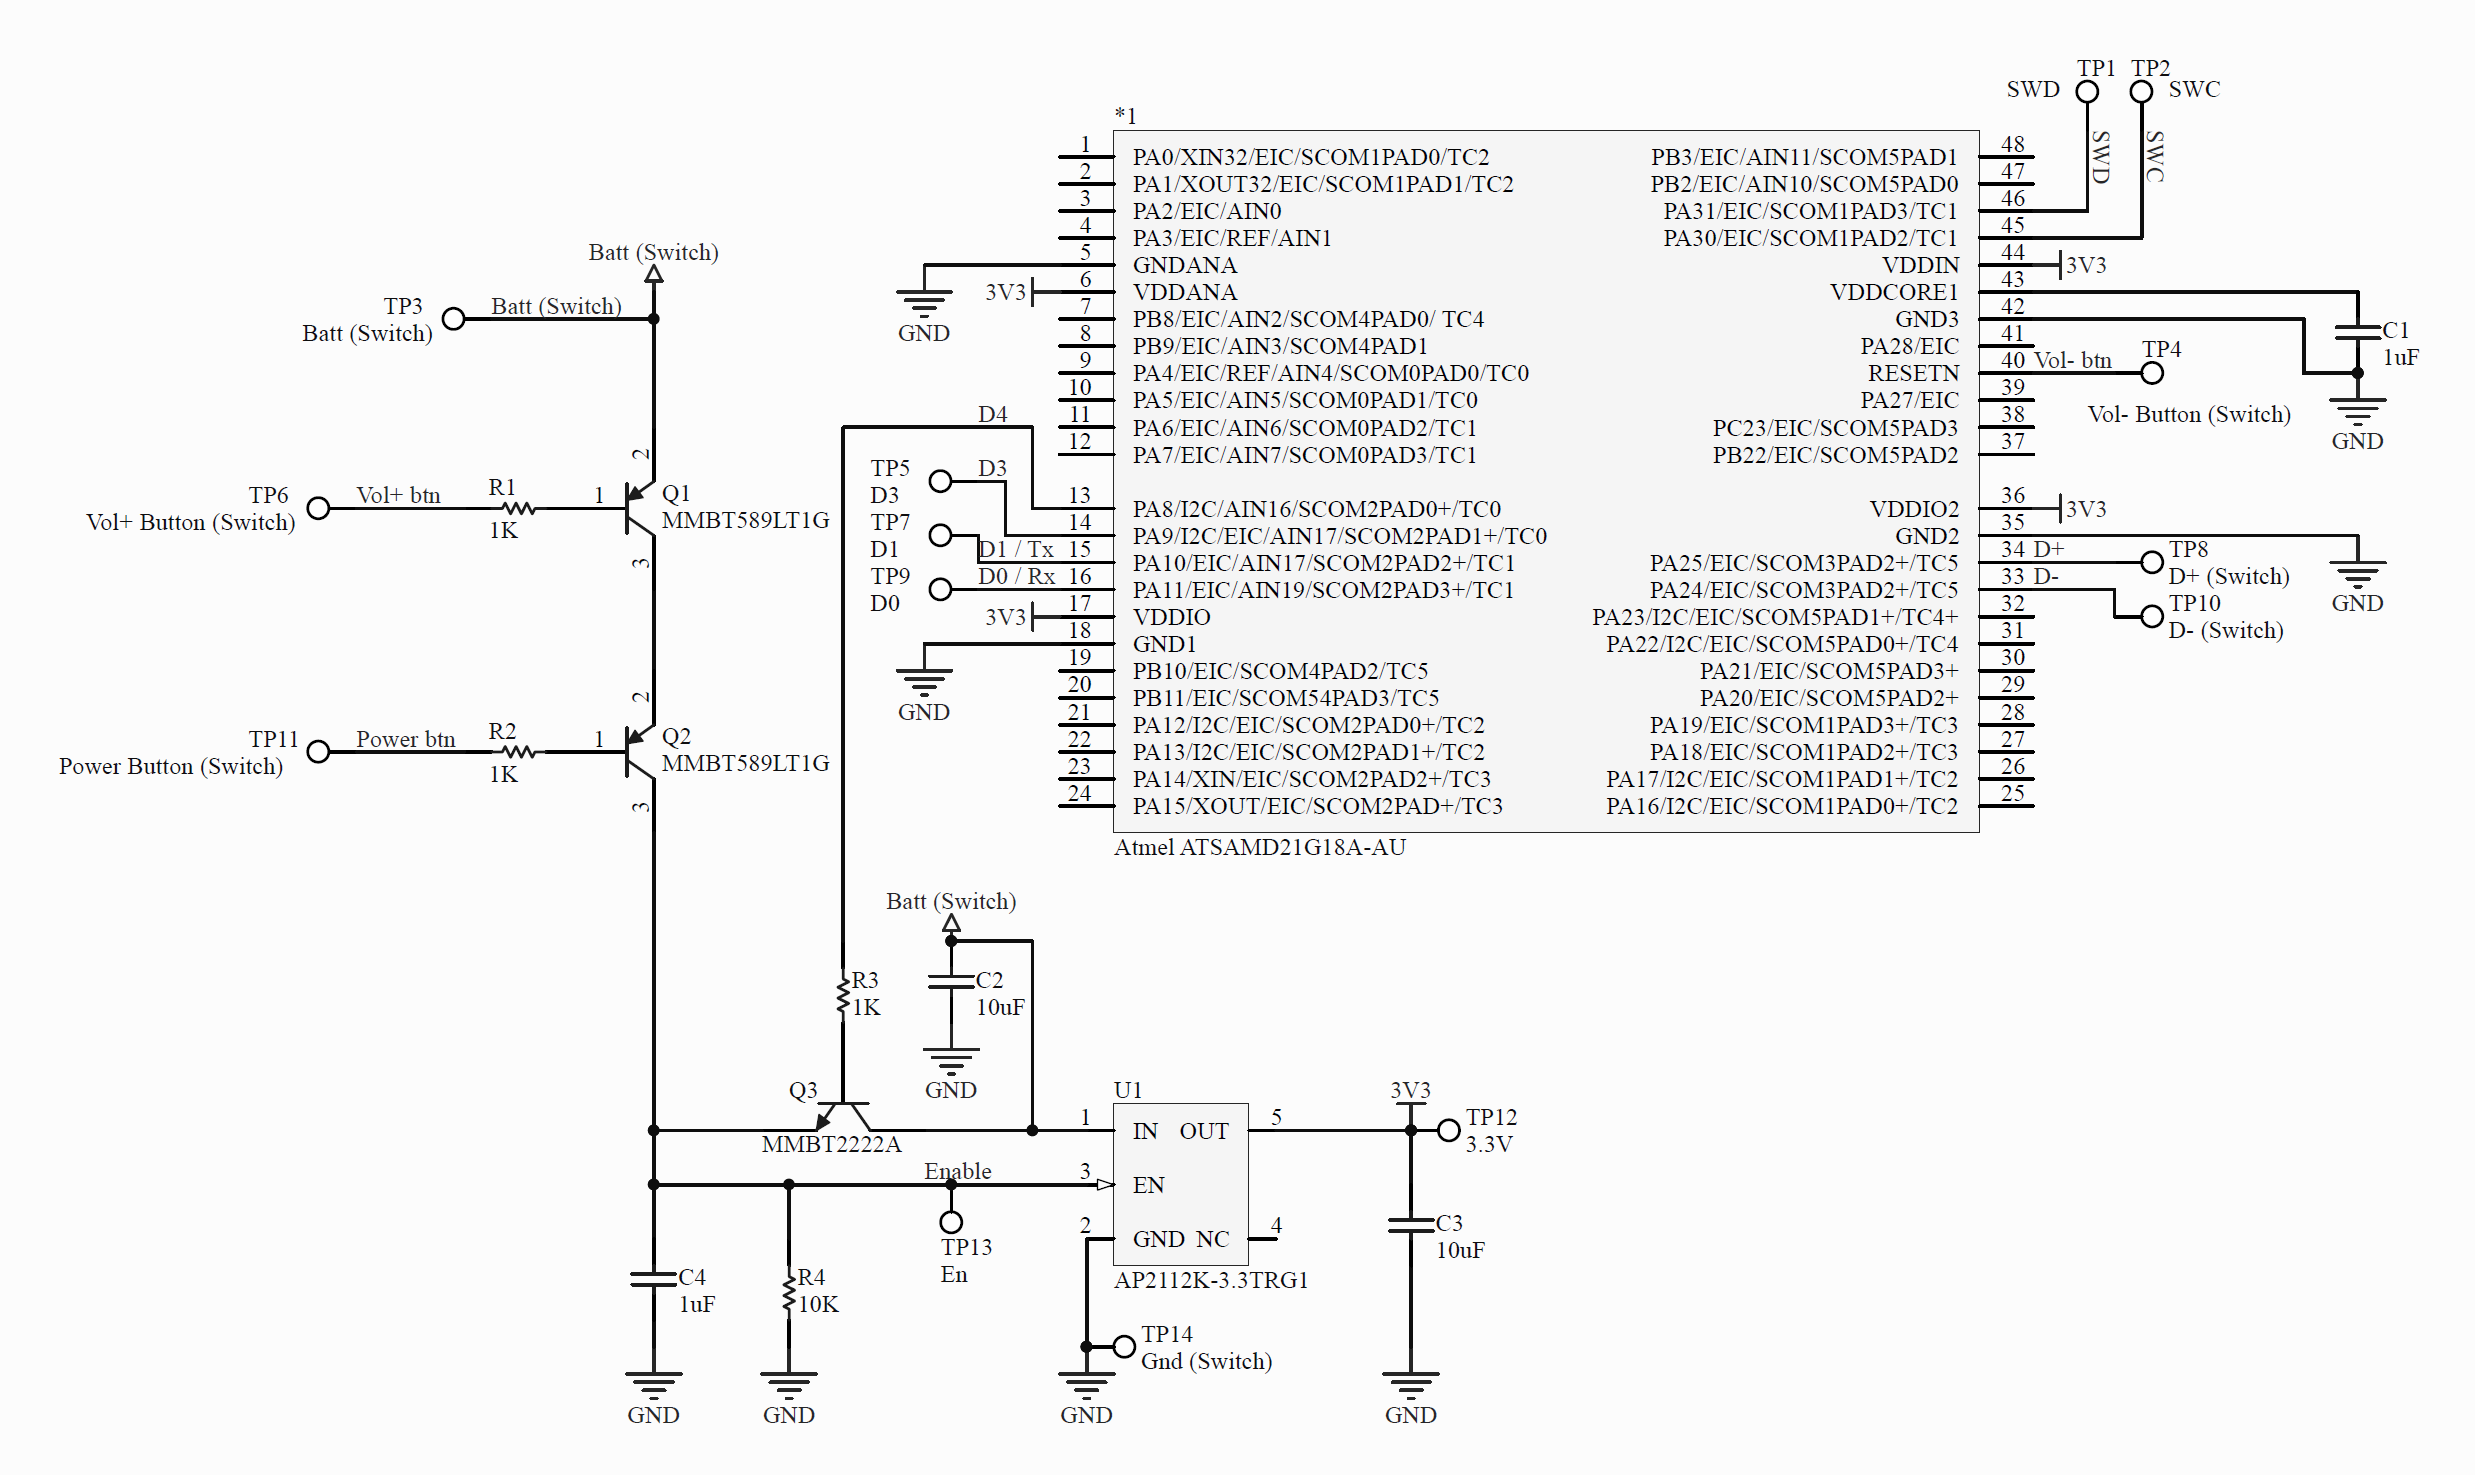 TP1
TP2
SWD
SWC
SWD
SWC
*1
1
PA0/XIN32/EIC/SCOM1PAD0/TC2
2
PA1/XOUT32/EIC/SCOM1PAD1/TC2
3
PA2/EIC/AIN0
4
PA3/EIC/REF/AIN1
5
GNDANA
6
3V3
VDDANA
7
PB8/EIC/AIN2/SCOM4PAD0/ TC4
8
PB9/EIC/AIN3/SCOM4PAD1
9
PA4/EIC/REF/AIN4/SCOM0PAD0/TC0
10
PA5/EIC/AIN5/SCOM0PAD1/TC0
11
PA6/EIC/AIN6/SCOM0PAD2/TC1
12
PA7/EIC/AIN7/SCOM0PAD3/TC1
13
PA8/I2C/AIN16/SCOM2PAD0+/TC0
14
PA9/I2C/EIC/AIN17/SCOM2PAD1+/TC0
15
PA10/EIC/AIN17/SCOM2PAD2+/TC1
16
PA11/EIC/AIN19/SCOM2PAD3+/TC1
17
3V3
VDDIO
18
GND1
19
PB10/EIC/SCOM4PAD2/TC5
20
PB11/EIC/SCOM54PAD3/TC5
21
PA12/I2C/EIC/SCOM2PAD0+/TC2
22
PA13/I2C/EIC/SCOM2PAD1+/TC2
23
PA14/XIN/EIC/SCOM2PAD2+/TC3
24
PA15/XOUT/EIC/SCOM2PAD+/TC3
GND
D4
TP5
D3
D3
TP7
D1
D1 / Tx
TP9
D0
D0 / Rx
GND
48
PB3/EIC/AIN11/SCOM5PAD1
47
PB2/EIC/AIN10/SCOM5PAD0
46
PA31/EIC/SCOM1PAD3/TC1
45
PA30/EIC/SCOM1PAD2/TC1
44
VDDIN
3V3
43
VDDCORE1
42
GND3
41
PA28/EIC
40
RESETN
Vol- btn
TP4
Vol- Button (Switch)
39
PA27/EIC
38
PC23/EIC/SCOM5PAD3
37
PB22/EIC/SCOM5PAD2
C1
1uF
GND
36
VDDIO2
3V3
35
GND2
34
D+
PA25/EIC/SCOM3PAD2+/TC5
TP8
D+ (Switch)
33
D-
PA24/EIC/SCOM3PAD2+/TC5
TP10
D- (Switch)
GND
32
PA23/I2C/EIC/SCOM5PAD1+/TC4+
31
PA22/I2C/EIC/SCOM5PAD0+/TC4
30
PA21/EIC/SCOM5PAD3+
29
PA20/EIC/SCOM5PAD2+
28
PA19/EIC/SCOM1PAD3+/TC3
27
PA18/EIC/SCOM1PAD2+/TC3
26
PA17/I2C/EIC/SCOM1PAD1+/TC2
25
PA16/I2C/EIC/SCOM1PAD0+/TC2
Atmel ATSAMD21G18A-AU
Batt (Switch)
TP3
Batt (Switch)
Batt (Switch)
2
TP6
Vol+ Button (Switch)
Vol+ btn
R1
1K
1
Q1
MMBT589LT1G
3
2
TP11
Power Button (Switch)
Power btn
R2
1K
1
Q2
MMBT589LT1G
3
Batt (Switch)
R3
1K
C2
10uF
GND
Q3
MMBT2222A
U1
1
IN
OUT
5
3V3
TP12
3.3V
Enable
3
EN
TP13
En
2
GND
NC
4
AP2112K-3.3TRG1
C3
10uF
C4
1uF
R4
10K
TP14
Gnd (Switch)
GND
GND
GND
GND